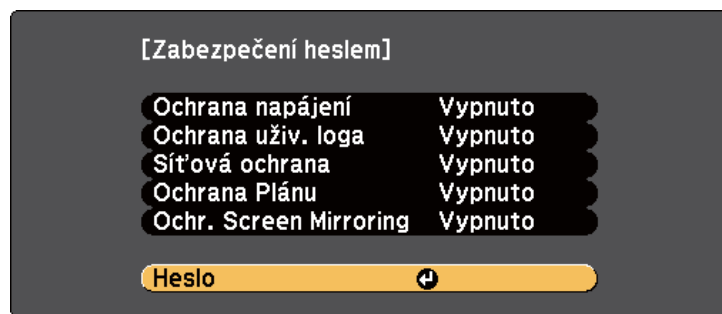 [Zabezpečení heslem]
Ochrana napájení Vypnuto
Ochrana uživ. loga Vypnuto
Síťová ochrana Vypnuto
Ochrana Plánu Vypnuto
Ochr. Screen Mirroring Vypnuto
Heslo